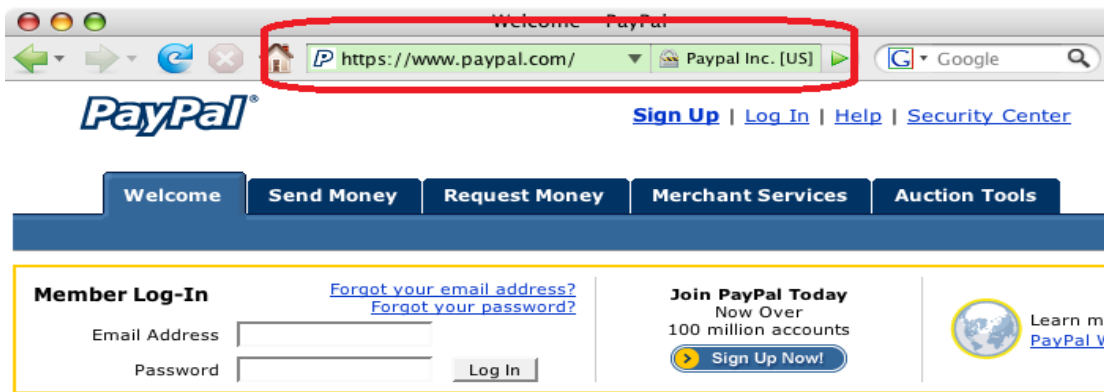 Welcome - PayPal
https://www.paypal.com/ Paypal Inc. [US] G Google
PayPal®
Sign Up | Log In | Help | Security Center
Welcome Send Money Request Money Merchant Services Auction Tools
Member Log-In
Forgot your email address?
Forgot your password?
Email Address
Password
Log In
Join PayPal Today
Now Over
100 million accounts
Sign Up Now!
Learn m
PayPal W